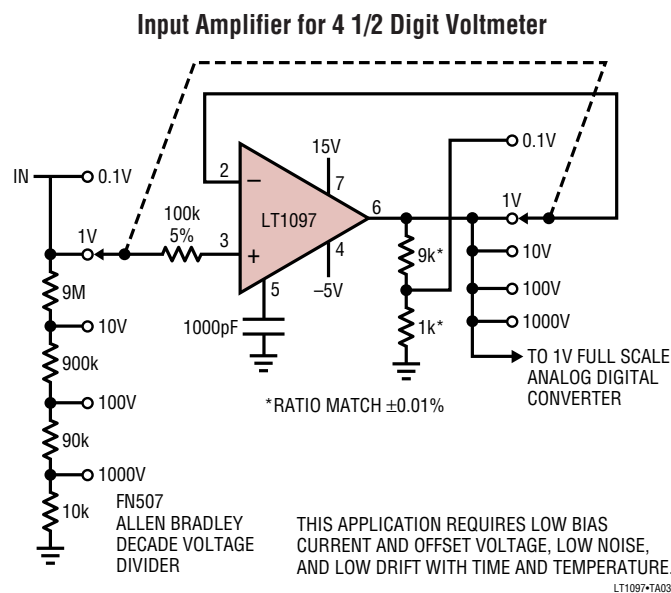 Input Amplifier for 4 1/2 Digit Voltmeter
IN
0.1V
1V
9M
10V
900k
100V
90k
1000V
10k
FN507
ALLEN BRADLEY
DECADE VOLTAGE
DIVIDER
100k
5%
2
3
–
+
LT1097
15V
7
6
4
–5V
5
1000pF
9k*
1k*
0.1V
1V
10V
100V
1000V
TO 1V FULL SCALE
ANALOG DIGITAL
CONVERTER
*RATIO MATCH ±0.01%
THIS APPLICATION REQUIRES LOW BIAS
CURRENT AND OFFSET VOLTAGE, LOW NOISE,
AND LOW DRIFT WITH TIME AND TEMPERATURE.
LT1097•TA03